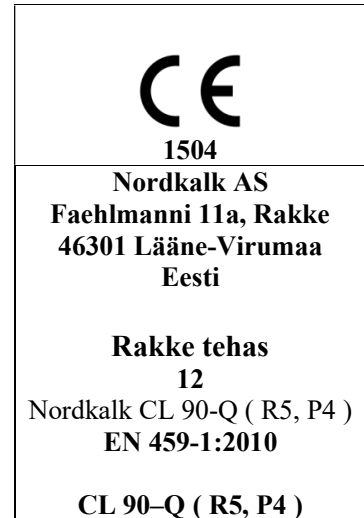 CE
1504
Nordkalk AS
Faehlmanni 11a, Rakke
46301 Lääne-Virumaa
Eesti
Rakke tehas
12
Nordkalk CL 90-Q ( R5, P4 )
EN 459-1:2010
CL 90–Q ( R5, P4 )